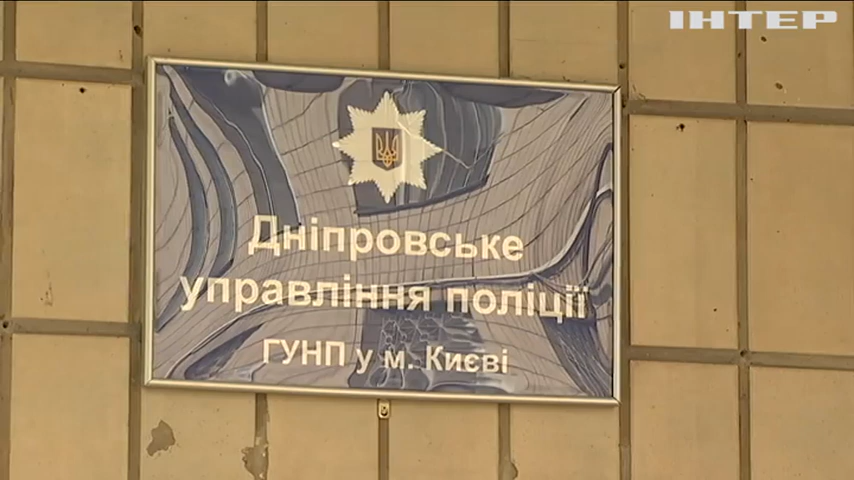 ІНТЕР
Дніпровське
управління поліції
ГУНП у м. Києві